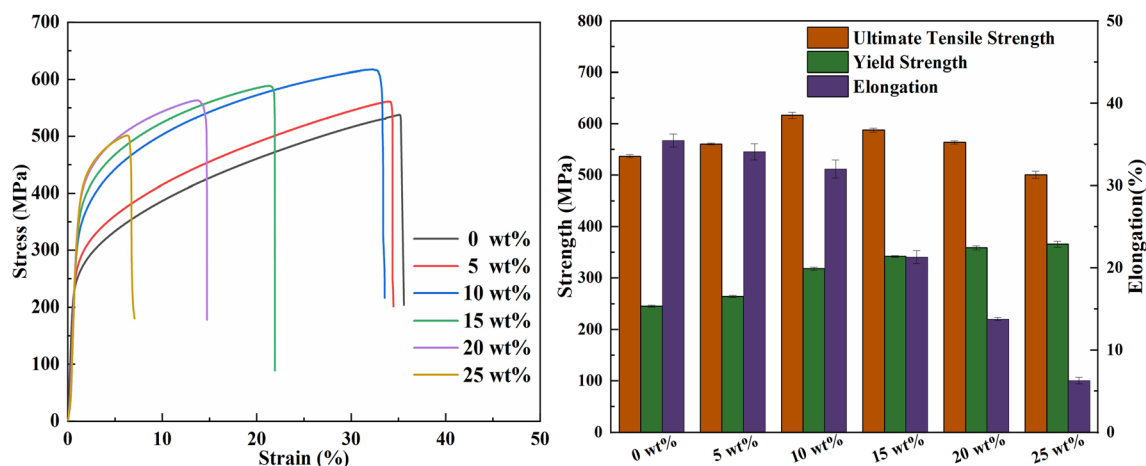 700
600
500
400
300
200
100
0
Stress (MPa)
0 10 20 30 40 50
Strain (%)
0 wt%
5 wt%
10 wt%
15 wt%
20 wt%
25 wt%
800
700
600
500
400
300
200
100
0
Strength (MPa)
Ultimate Tensile Strength
Yield Strength
Elongation
0 wt% 5 wt% 10 wt% 15 wt% 20 wt% 25 wt%
50
40
30
20
10
0
Elongation(%)